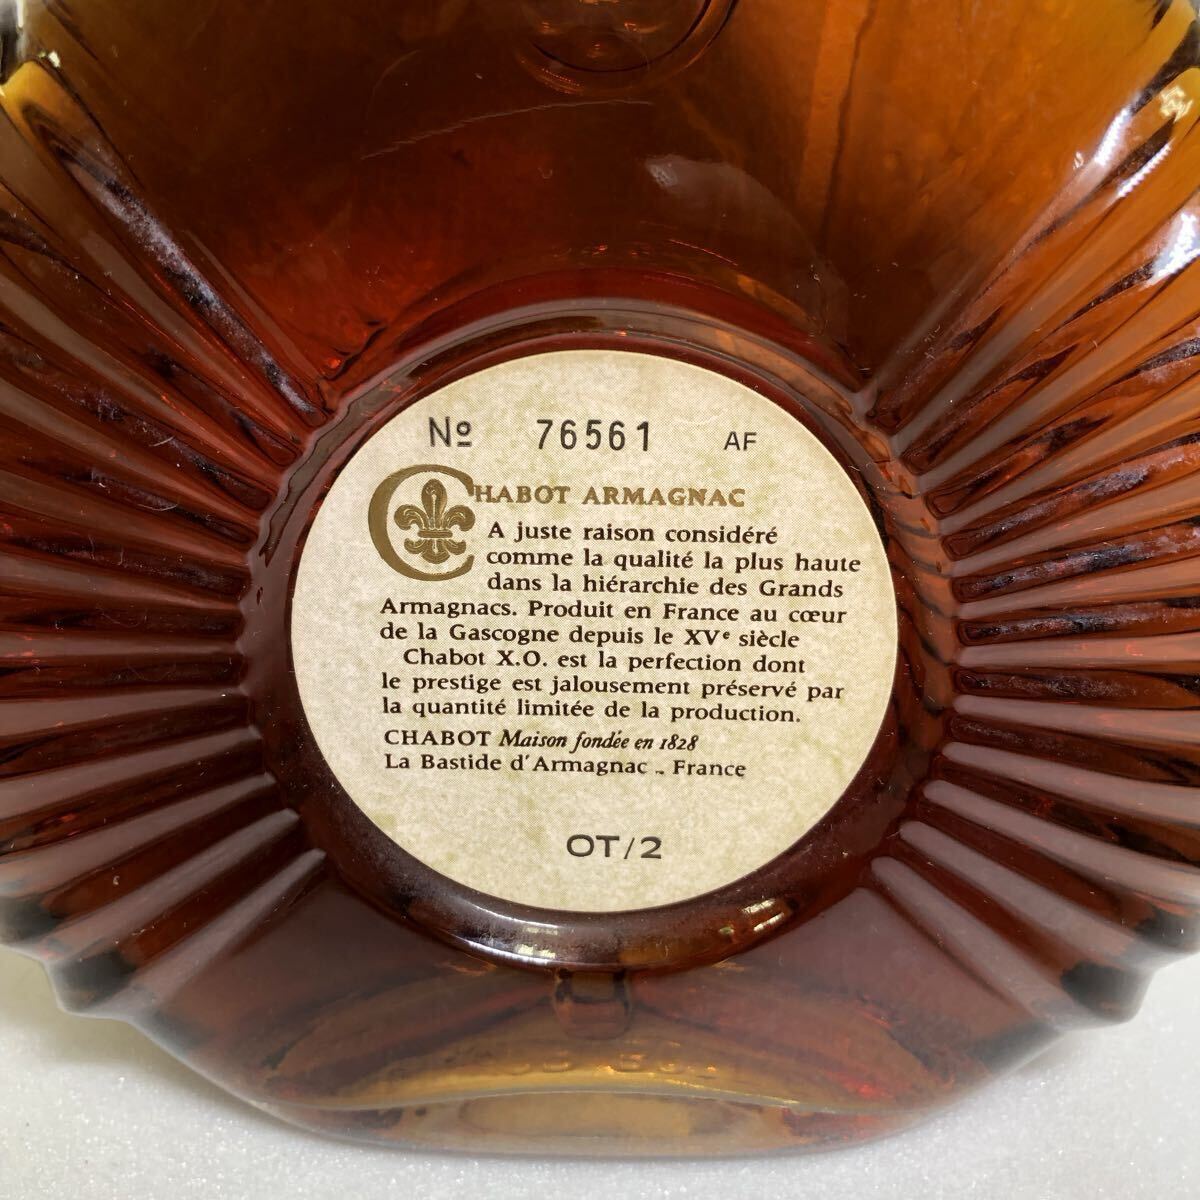 Nº 76561 AF
CHABOT ARMAGNAC
A juste raison considéré
comme la qualité la plus haute
dans la hiérarchie des Grands
Armagnacs. Produit en France au cœur
de la Gascogne depuis le XVe siècle
Chabot X.O. est la perfection dont
le prestige est jalousement préservé par
la quantité limitée de la production.
CHABOT Maison fondée en 1828
La Bastide d'Armagnac - France
OT/2